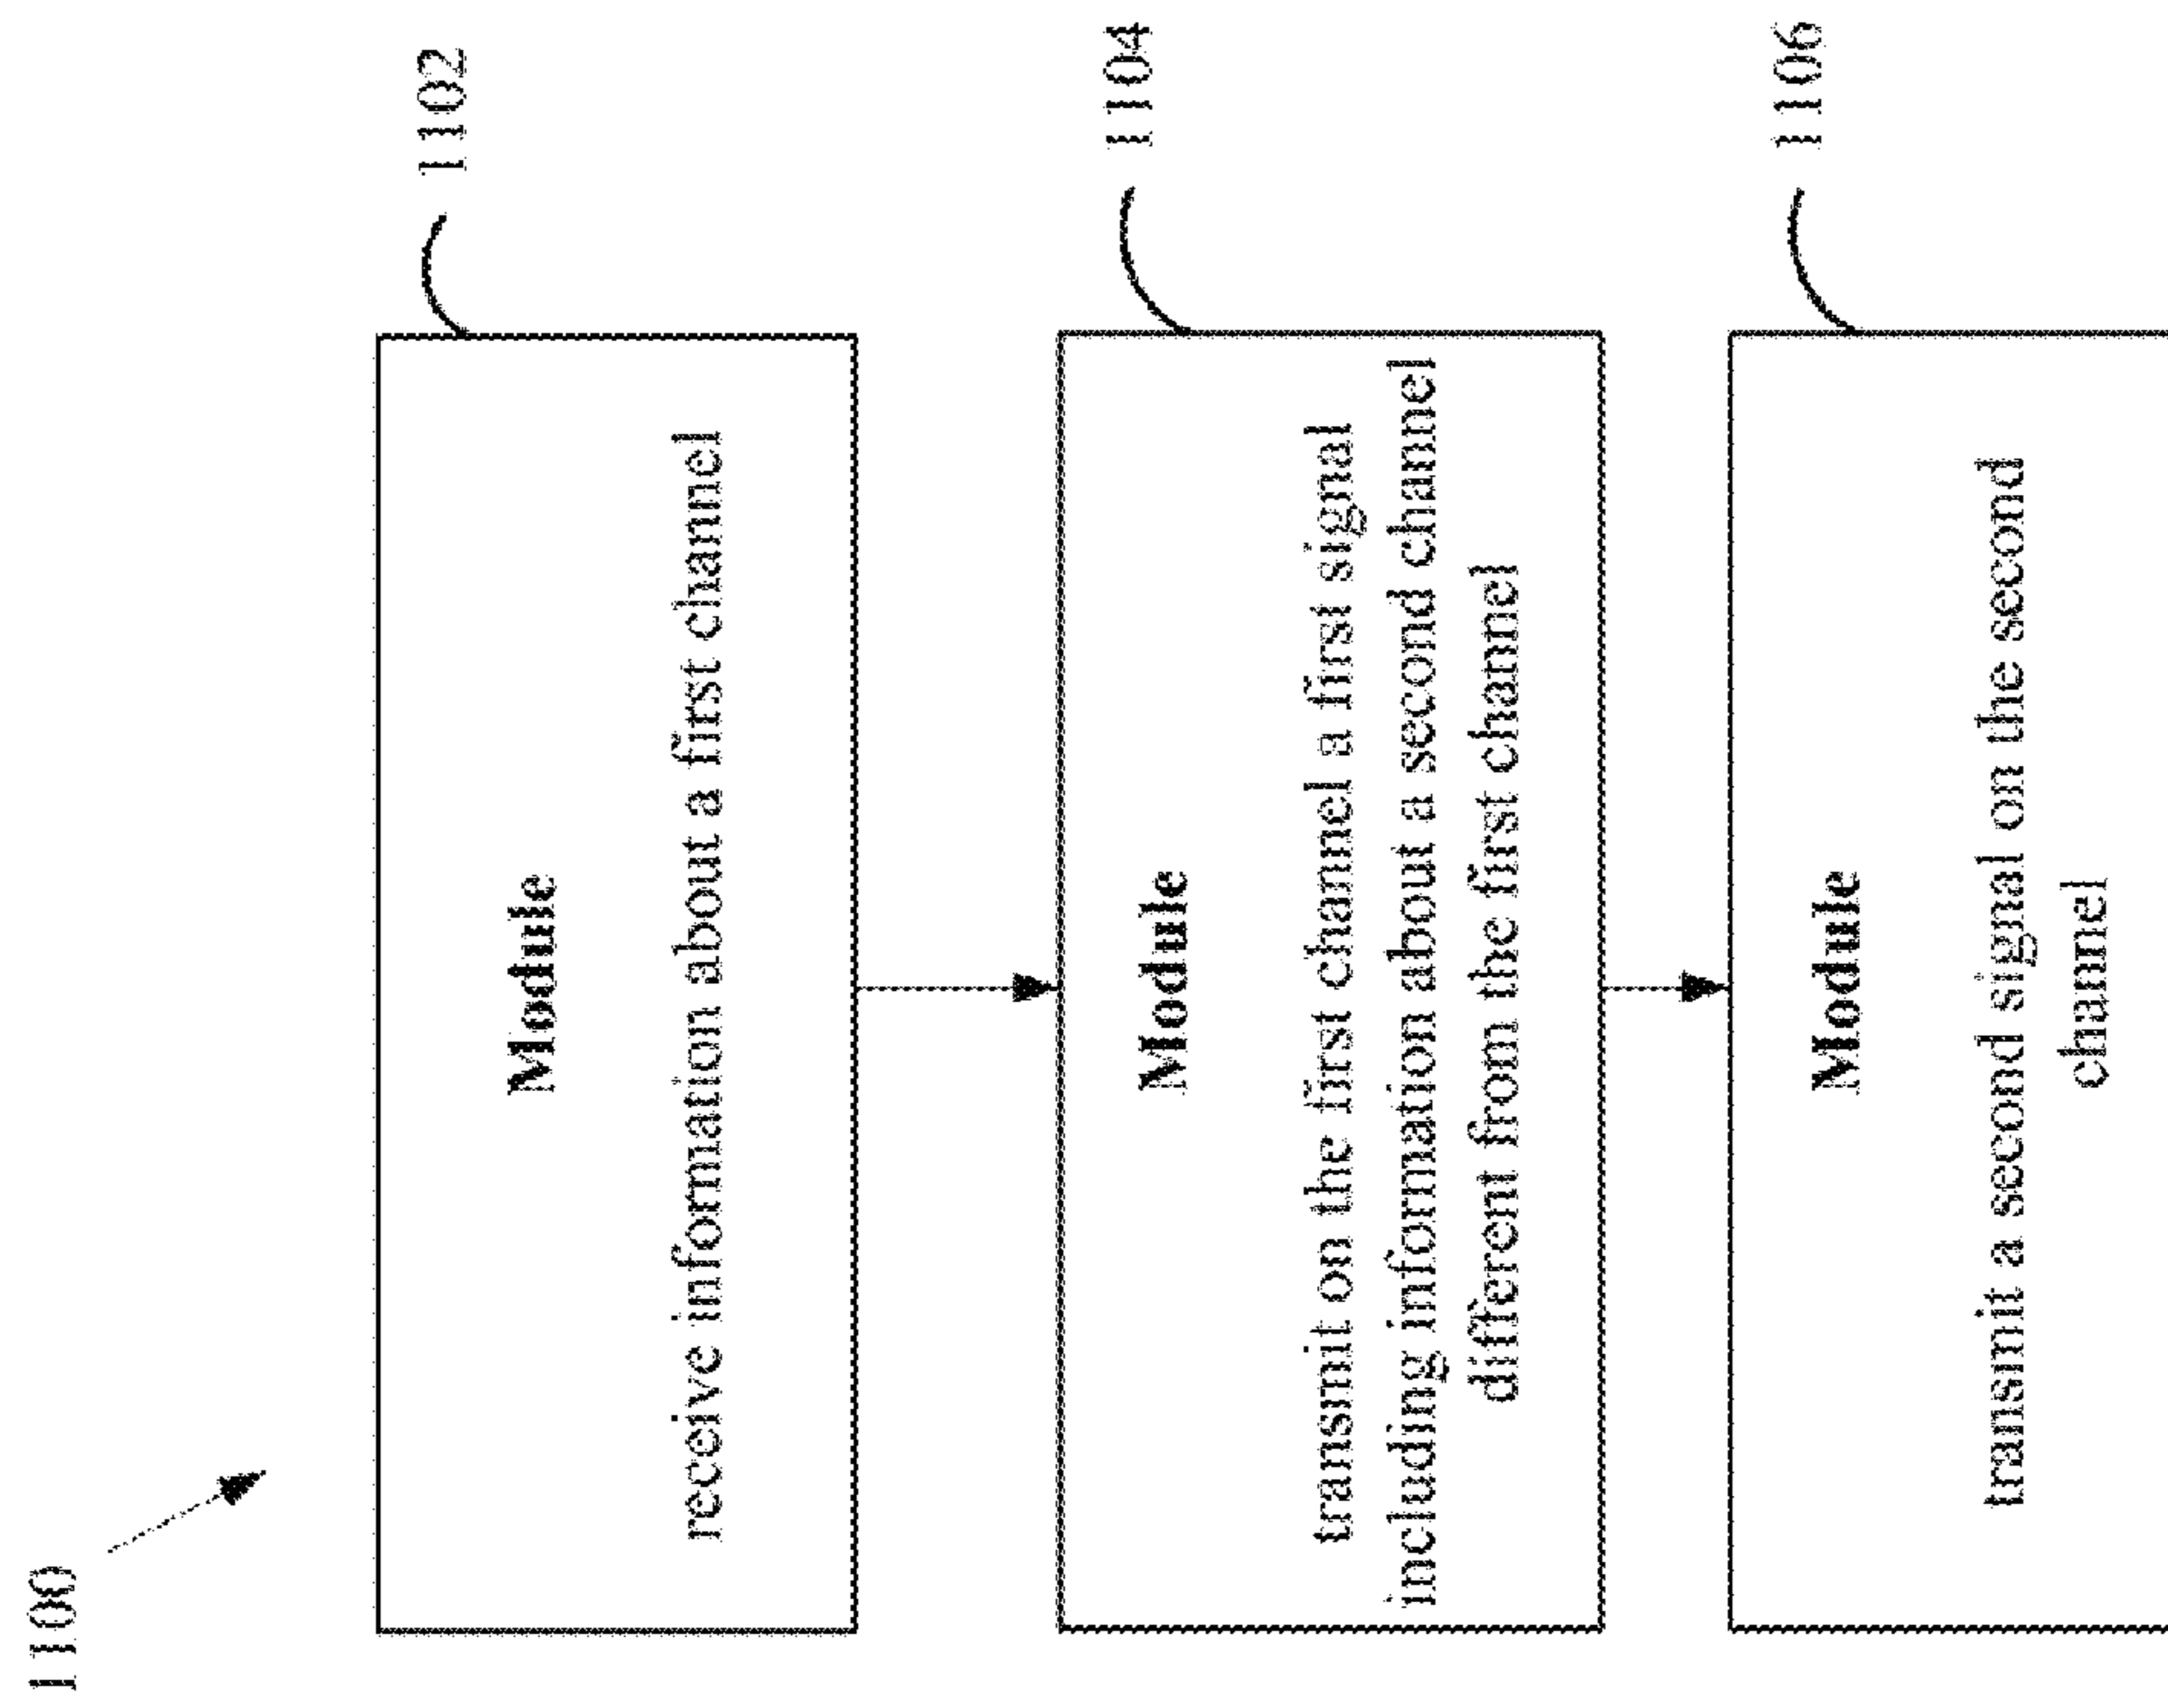 1100
1102
Module
receive information about a first channel
1104
Module
transmit on the first channel a first signal
including information about a second channel
different from the first channel
1106
Module
transmit a second signal on the second
channel